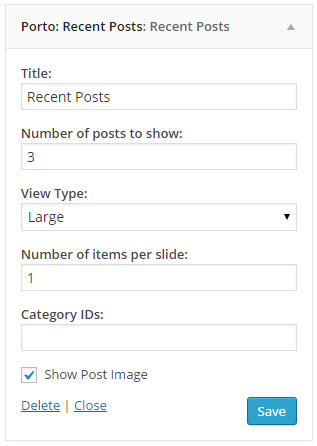 Porto: Recent Posts: Recent Posts
Title:
Recent Posts
Number of posts to show:
3
View Type:
Large
Number of items per slide:
1
Category IDs:
Show Post Image
Delete | Close
Save